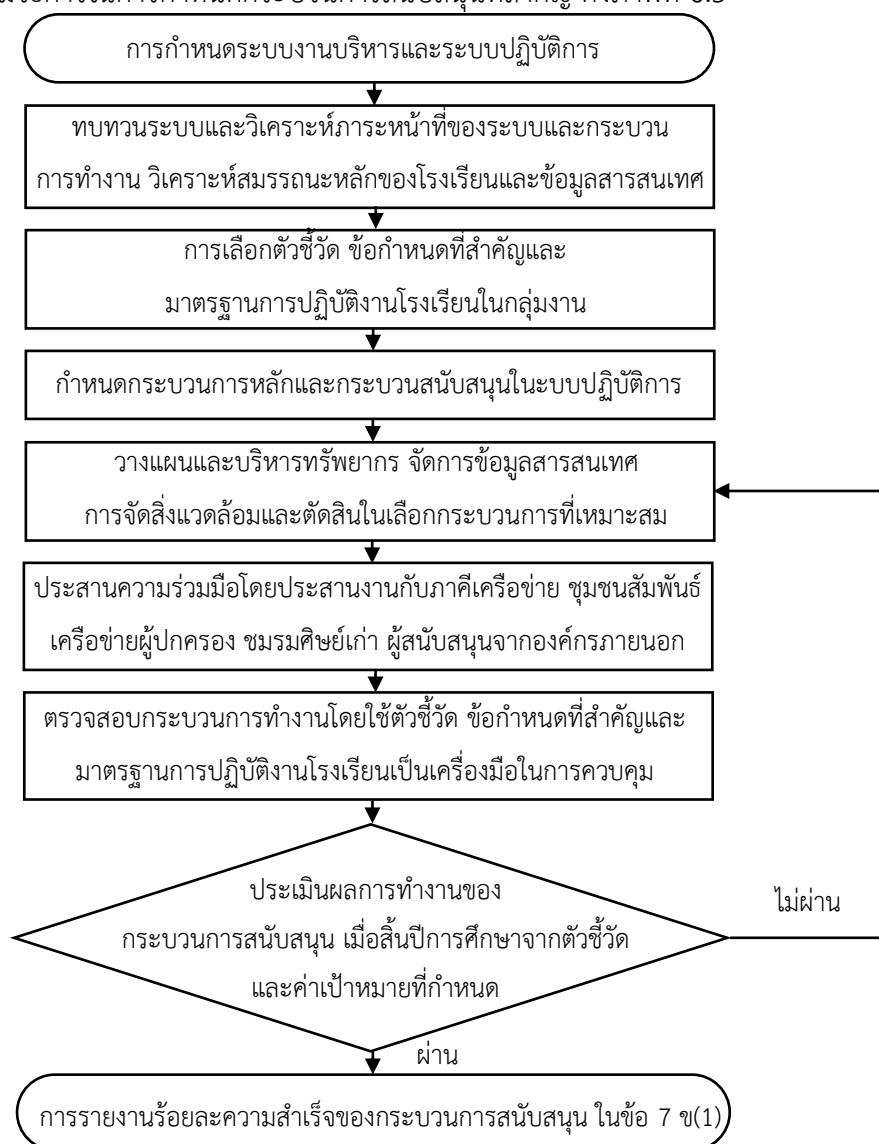 การกำหนดระบบงานบริหารและระบบปฏิบัติการ
ทบทวนระบบและวิเคราะห์ภาระหน้าที่ของระบบและกระบวน
การทำงาน วิเคราะห์สมรรถนะหลักของโรงเรียนและข้อมูลสารสนเทศ
การเลือกตัวชี้วัด ข้อกำหนดที่สำคัญและ
มาตรฐานการปฏิบัติงานโรงเรียนในกลุ่มงาน
กำหนดกระบวนการหลักและกระบวนสนับสนุนในะบบปฏิบัติการ
วางแผนและบริหารทรัพยากร จัดการข้อมูลสารสนเทศ
การจัดสิ่งแวดล้อมและตัดสินในเลือกกระบวนการที่เหมาะสม
ประสานความร่วมมือโดยประสานงานกับภาคีเครือข่าย ชุมชนสัมพันธ์
เครือข่ายผู้ปกครอง ชมรมศิษย์เก่า ผู้สนับสนุนจากองค์กรภายนอก
ตรวจสอบกระบวนการทำงานโดยใช้ตัวชี้วัด ข้อกำหนดที่สำคัญและ
มาตรฐานการปฏิบัติงานโรงเรียนเป็นเครื่องมือในการควบคุม
ประเมินผลการทำงานของ
กระบวนการสนับสนุน เมื่อสิ้นปีการศึกษาจากตัวชี้วัด
และค่าเป้าหมายที่กำหนด
ไม่ผ่าน
ผ่าน
การรายงานร้อยละความสำเร็จของกระบวนการสนับสนุน ในข้อ 7 ข(1)